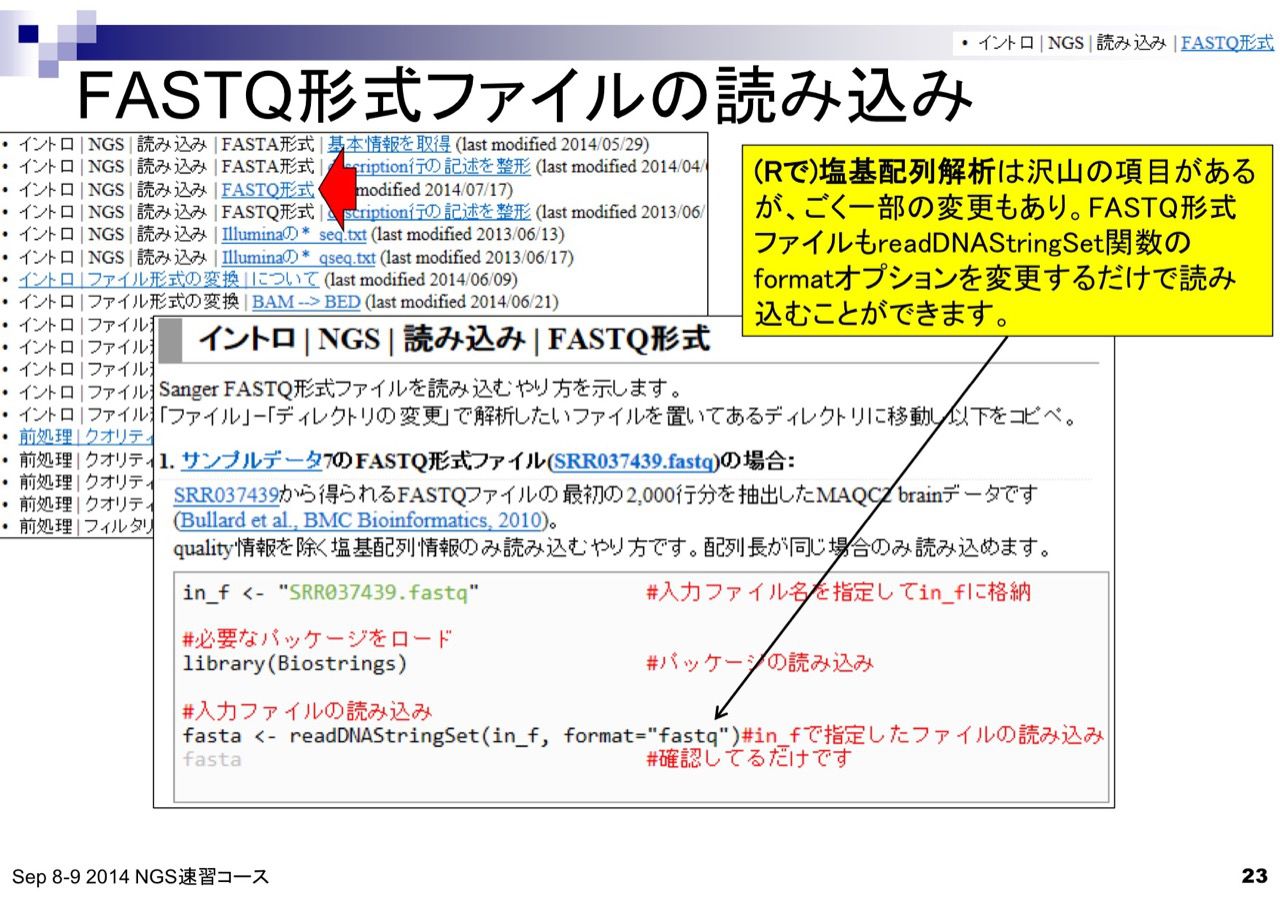 • イントロ | NGS | 読み込み | FASTQ形式
FASTQ形式ファイルの読み込み
• イントロ | NGS | 読み込み | FASTA形式 | 基本情報を取得 (last modified 2014/05/29)
• イントロ | NGS | 読み込み | FASTA形式 | description行の記述を整形 (last modified 2014/04/
• イントロ | NGS | 読み込み | FASTQ形式 modified 2014/07/17)
• イントロ | NGS | 読み込み | FASTQ形式 | description行の記述を整形 (last modified 2013/06/
• イントロ | NGS | 読み込み | Illuminaの*_seq.txt (last modified 2013/06/13)
• イントロ | NGS | 読み込み | Illuminaの*_qseq.txt (last modified 2013/06/17)
• イントロ | ファイル形式の変換 | について (last modified 2014/06/09)
• イントロ | ファイル形式の変換 | BAM --> BED (last modified 2014/06/21)
• イントロ | ファイル
• イントロ | ファイル
• イントロ | ファイル
• イントロ | ファイル
• イントロ | ファイル
• 前処理 | クオリティ
• 前処理 | クオリティ
• 前処理 | クオリティ
• 前処理 | クオリティ
• 前処理 | フィルタリ
(Rで)塩基配列解析は沢山の項目がある
が、ごく一部の変更もあり。FASTQ形式
ファイルもreadDNAStringSet関数の
formatオプションを変更するだけで読み
込むことができます。
イントロ | NGS | 読み込み | FASTQ形式
Sanger FASTQ形式ファイルを読み込むやり方を示します。
「ファイル」-「ディレクトリの変更」で解析したいファイルを置いてあるディレクトリに移動し以下をコピペ。
1. サンプルデータ7のFASTQ形式ファイル(SRR037439.fastq)の場合:
SRR037439から得られるFASTQファイルの最初の2,000行分を抽出したMAQC2 brainデータです
(Bullard et al., BMC Bioinformatics, 2010)。
quality情報を除く塩基配列情報のみ読み込むやり方です。配列長が同じ場合のみ読み込めます。
in_f <- "SRR037439.fastq" #入力ファイル名を指定してin_fに格納
#必要なパッケージをロード
library(Biostrings) #パッケージの読み込み
#入力ファイルの読み込み
fasta <- readDNAStringSet(in_f, format="fastq")#in_fで指定したファイルの読み込み
fasta #確認してるだけです
Sep 8-9 2014 NGS速習コース
23